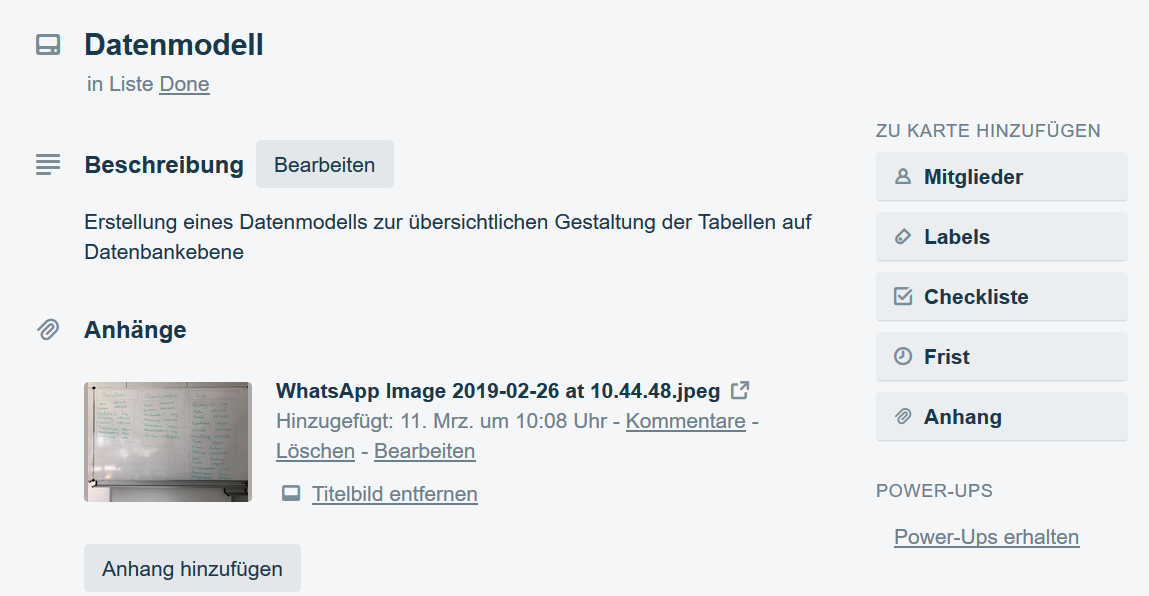 Datenmodell
in Liste Done
Beschreibung
Bearbeiten
Erstellung eines Datenmodells zur übersichtlichen Gestaltung der Tabellen auf
Datenbankebene
Anhänge
WhatsApp Image 2019-02-26 at 10.44.48.jpeg
Hinzugefügt: 11. Mrz. um 10:08 Uhr - Kommentare -
Löschen - Bearbeiten
Titelbild entfernen
Anhang hinzufügen
ZU KARTE HINZUFÜGEN
Mitglieder
Labels
Checkliste
Frist
Anhang
POWER-UPS
Power-Ups erhalten